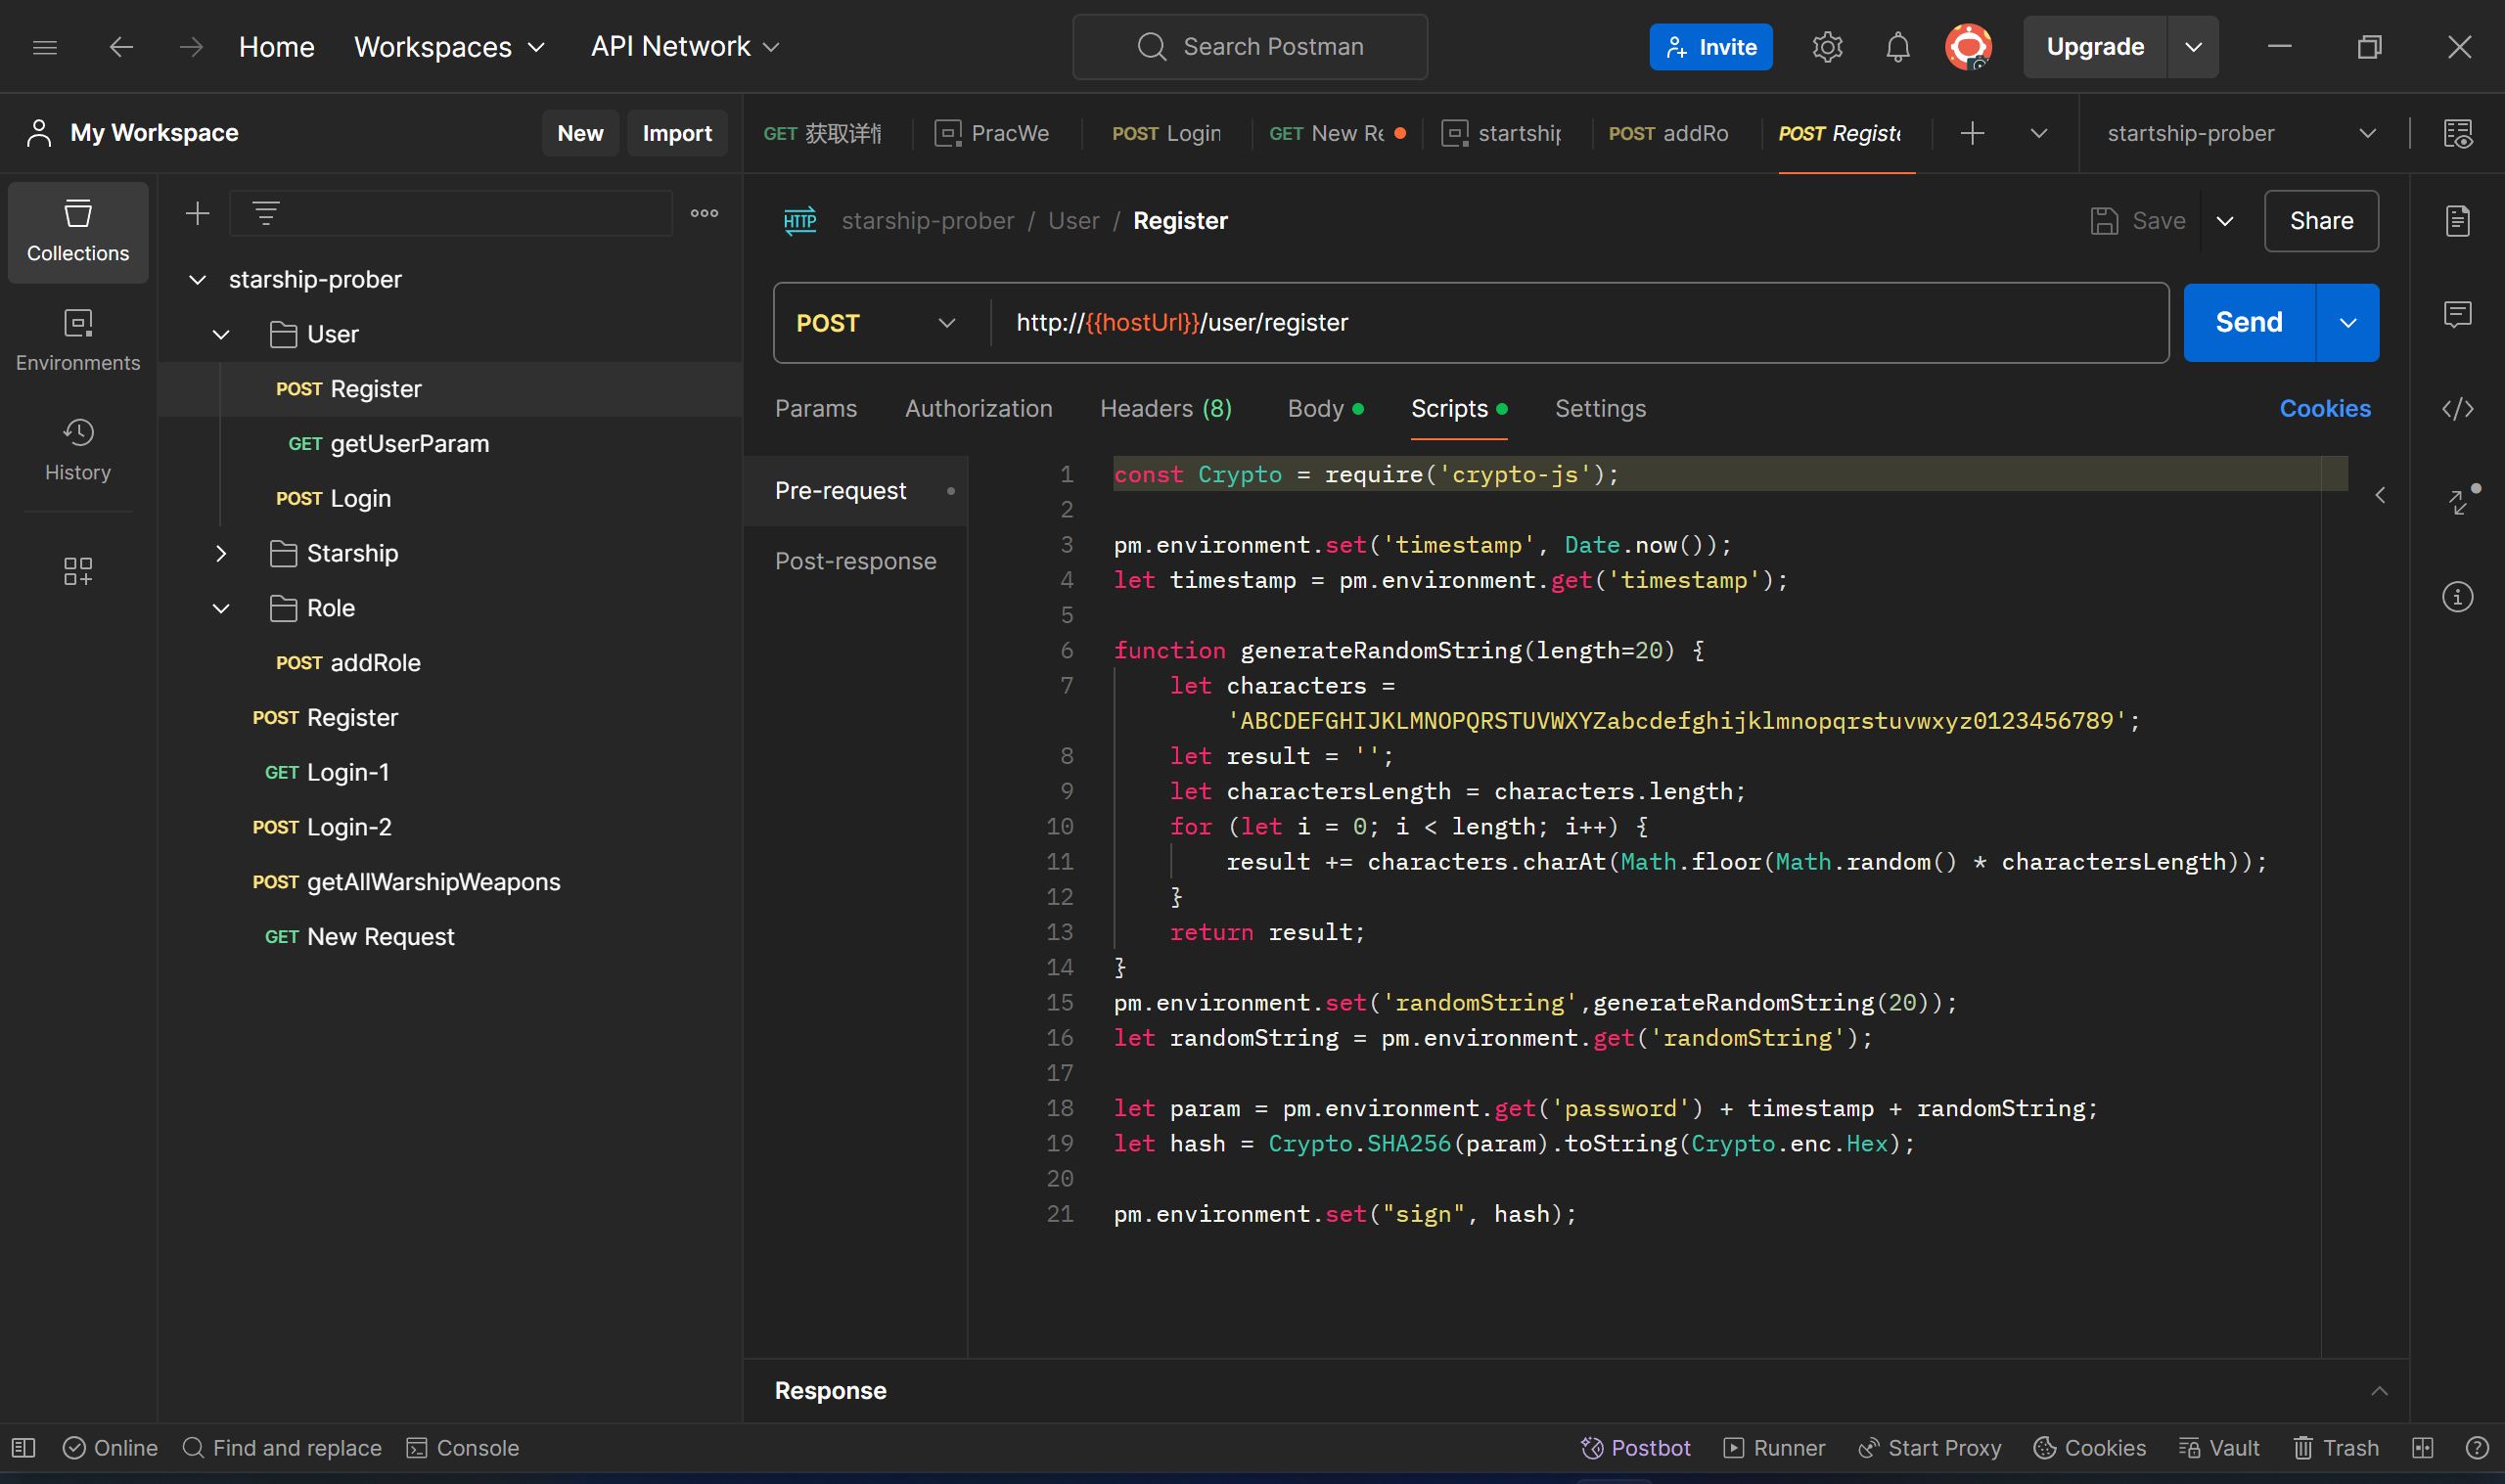 Home Workspaces API Network Search Postman Invite Upgrade
My Workspace New Import
GET 获取详情 PracWe POST Login GET New Re startship POST addRo POST Registe startship-prober
Collections
Environments
History
starship-prober
User
POST Register
GET getUserParam
POST Login
Starship
Role
POST addRole
POST Register
GET Login-1
POST Login-2
POST getAllWarshipWeapons
GET New Request
HTTP starship-prober / User / Register Save Share
POST http://{{hostUrl}}/user/register Send
Params Authorization Headers (8) Body Scripts Settings Cookies
Pre-request
Post-response
1 const Crypto = require('crypto-js');
2
3 pm.environment.set('timestamp', Date.now());
4 let timestamp = pm.environment.get('timestamp');
5
6 function generateRandomString(length=20) {
7 let characters =
'ABCDEFGHIJKLMNOPQRSTUVWXYZabcdefghijklmnopqrstuvwxyz0123456789';
8 let result = '';
9 let charactersLength = characters.length;
10 for (let i = 0; i < length; i++) {
11 result += characters.charAt(Math.floor(Math.random() * charactersLength));
12 }
13 return result;
14 }
15 pm.environment.set('randomString',generateRandomString(20));
16 let randomString = pm.environment.get('randomString');
17
18 let param = pm.environment.get('password') + timestamp + randomString;
19 let hash = Crypto.SHA256(param).toString(Crypto.enc.Hex);
20
21 pm.environment.set("sign", hash);
Response
Online Find and replace Console Postbot Runner Start Proxy Cookies Vault Trash